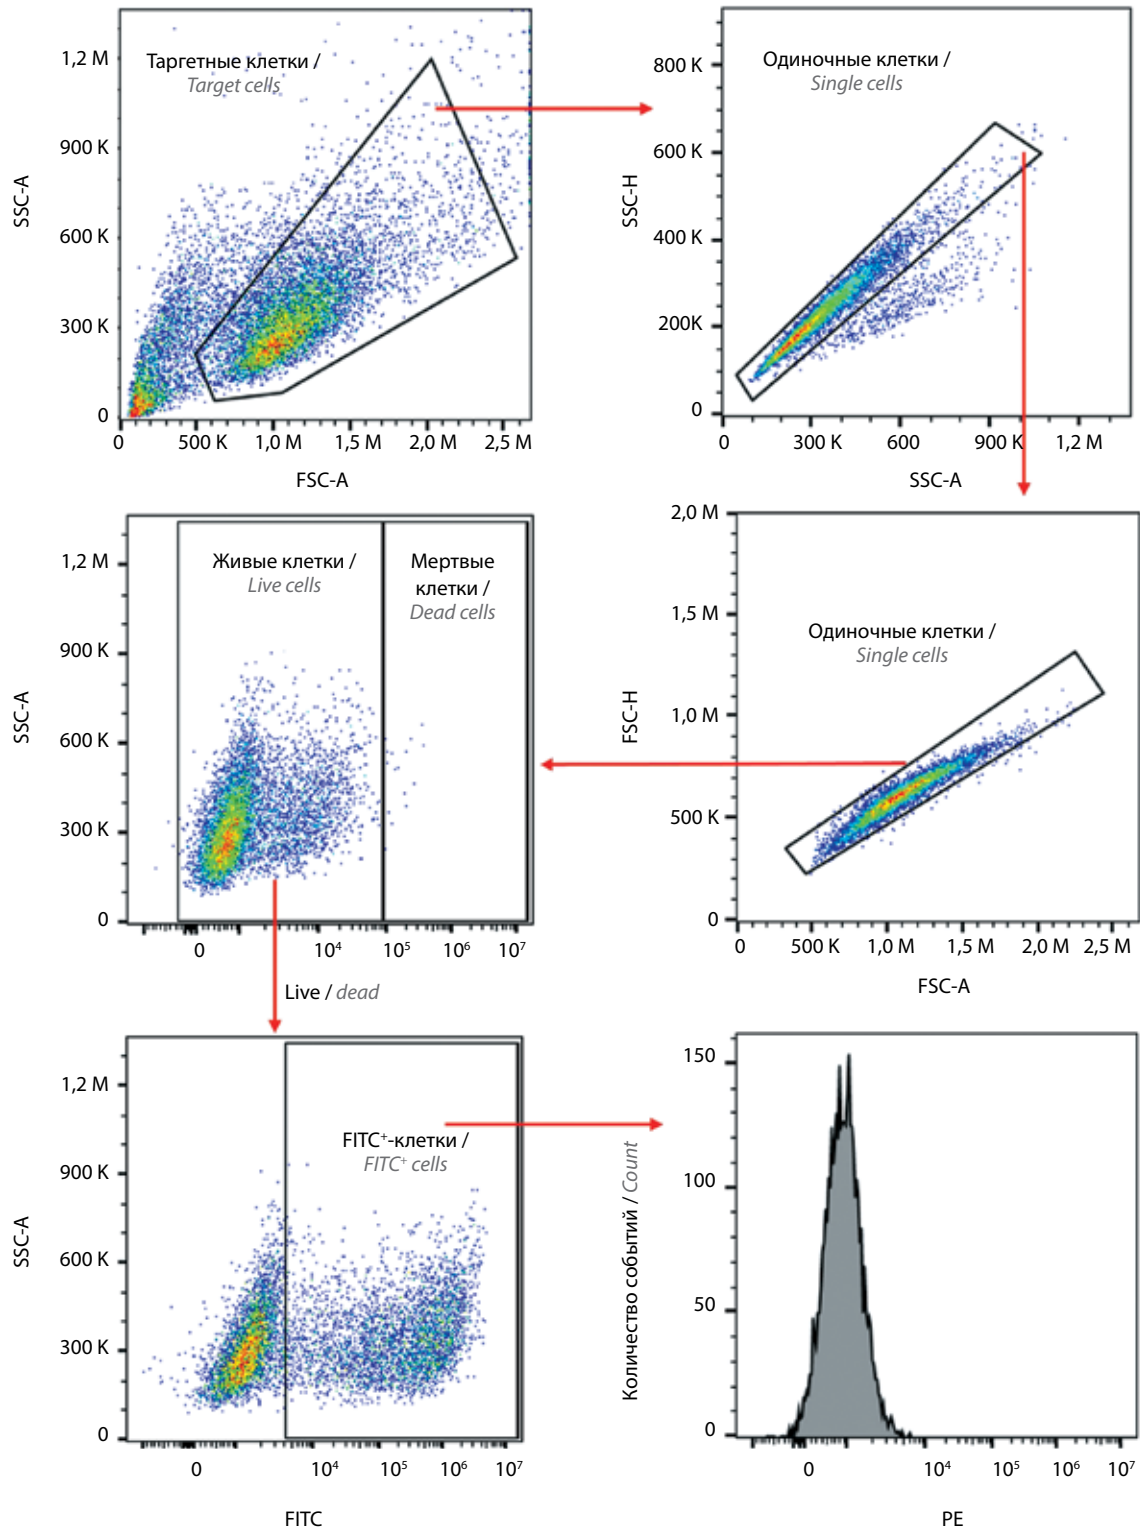 Таргетные клетки /
Target cells
1,2 M
900 K
600 K
300 K
0
SSC-A
0 500 K 1,0 M 1,5 M 2,0 M 2,5 M
FSC-A
Одиночные клетки /
Single cells
800 K
600 K
400 K
200K
0
SSC-H
0 300 K 600 900 K 1,2 M
SSC-A
Живые клетки /
Live cells
Мертвые
клетки /
Dead cells
1,2 M
900 K
600 K
300 K
0
SSC-A
0 10⁴ 10⁵ 10⁶ 10⁷
Live / dead
2,0 M
1,5 M
1,0 M
500 K
0
FSC-H
Одиночные клетки /
Single cells
0 500 K 1,0 M 1,5 M 2,0 M 2,5 M
FSC-A
1,2 M
900 K
600 K
300 K
0
SSC-A
FITC⁺-клетки /
FITC⁺ cells
0 10⁴ 10⁵ 10⁶ 10⁷
FITC
Количество событий / Count
150
100
50
0
0 10⁴ 10⁵ 10⁶ 10⁷
PE